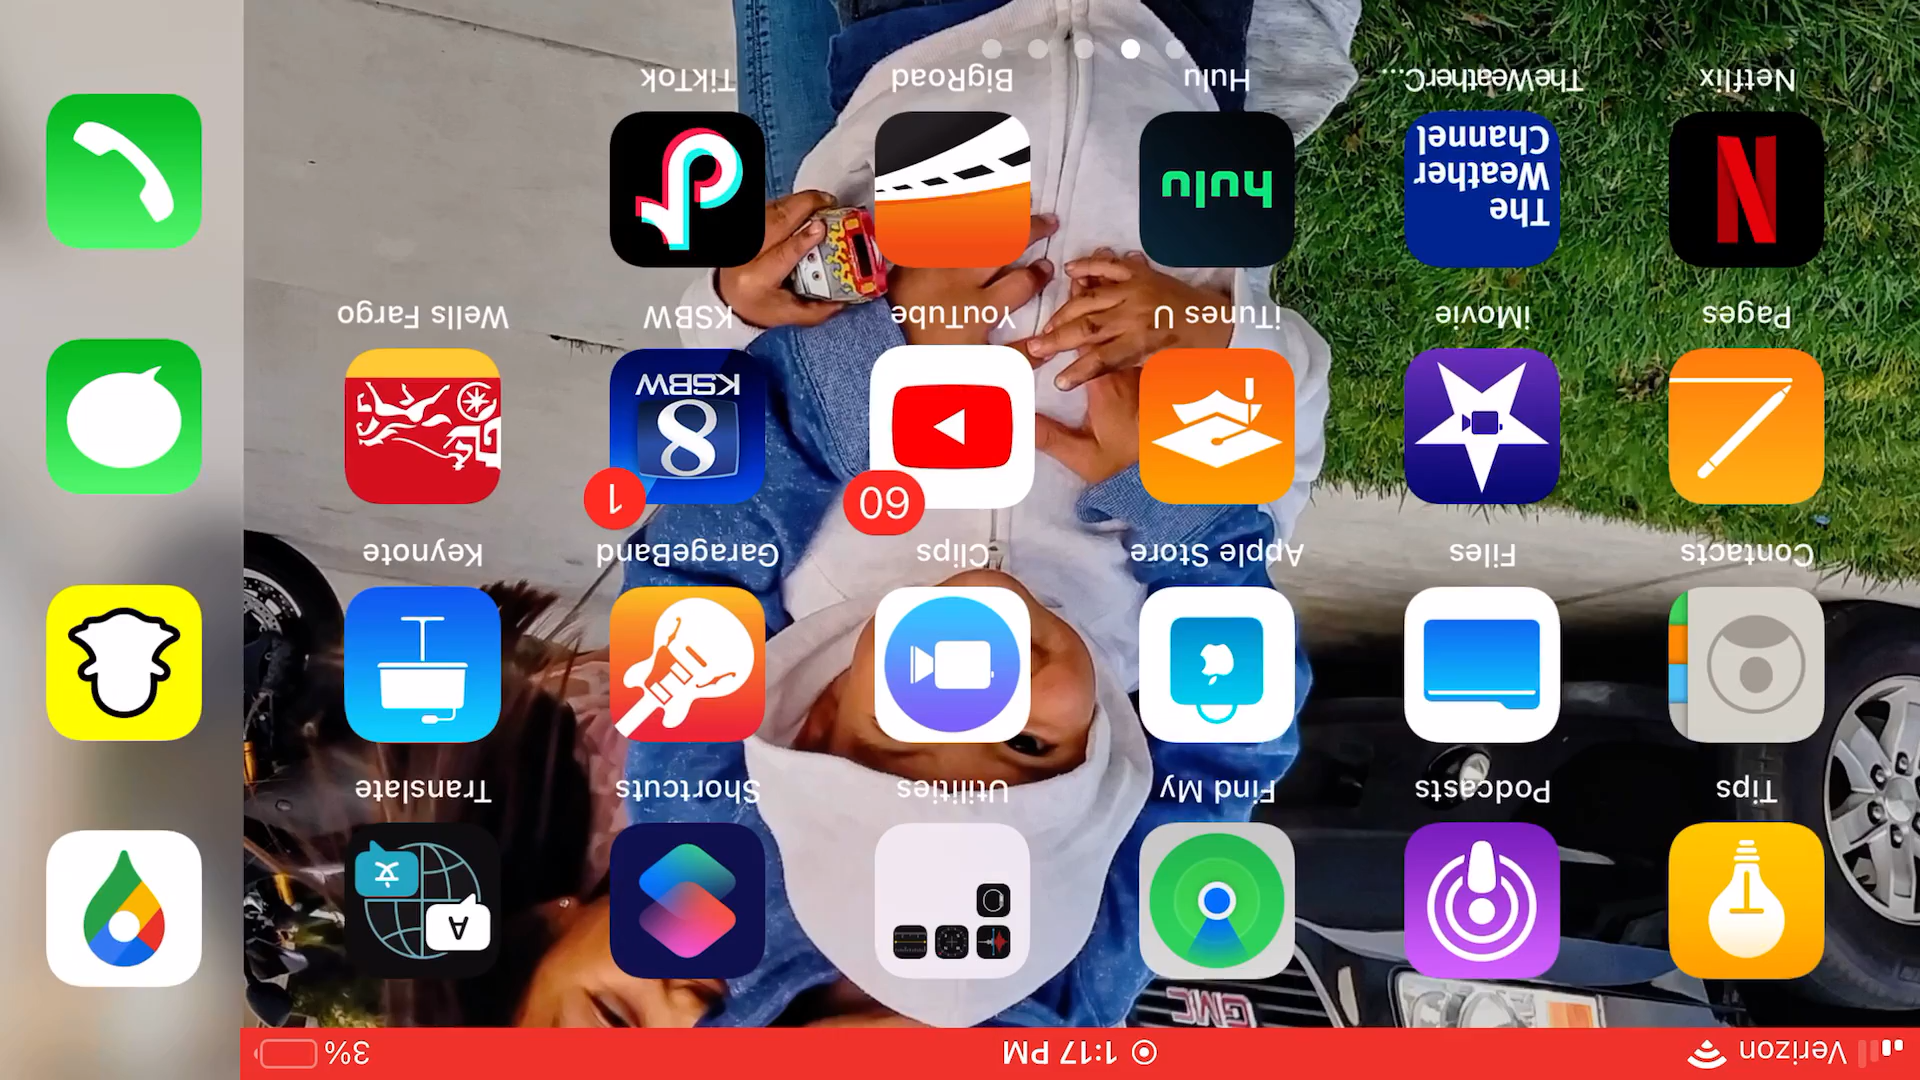 Verizon 1:17 PM 3%
GMC
文
A
Tips Podcasts Find My Utilities Shortcuts Translate
Contacts Files Apple Store Clips GarageBand Keynote
60
1
8
KSBW
Pages iMovie iTunes U YouTube KSBW Wells Fargo
N
The
Weather
Channel
hulu
Netflix TheWeatherC... Hulu BigRoad TikTok